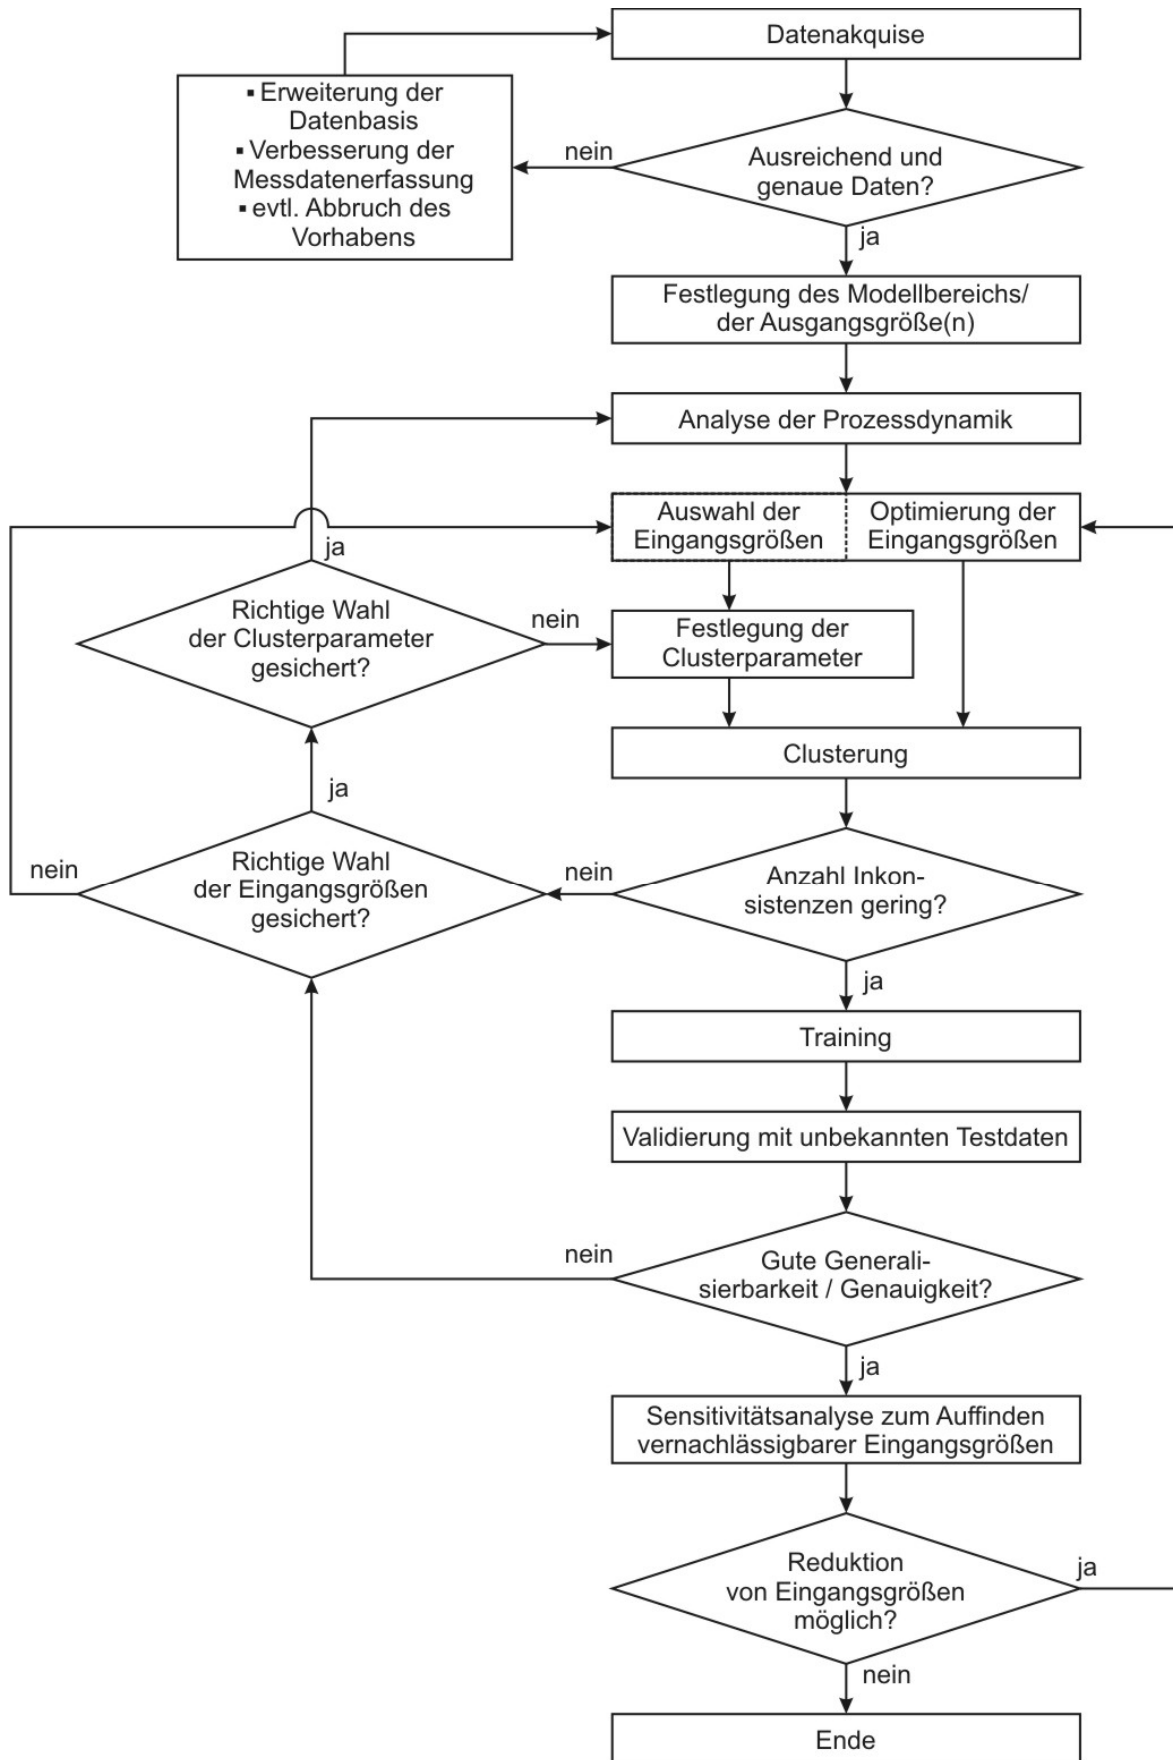 Datenakquise
▪ Erweiterung der
Datenbasis
▪ Verbesserung der
Messdatenerfassung
▪ evtl. Abbruch des
Vorhabens
nein
Ausreichend und
genaue Daten?
ja
Festlegung des Modellbereichs/
der Ausgangsgröße(n)
Analyse der Prozessdynamik
Auswahl der
Eingangsgrößen
Optimierung der
Eingangsgrößen
ja
Richtige Wahl
der Clusterparameter
gesichert?
nein
Festlegung der
Clusterparameter
Clusterung
ja
nein
Richtige Wahl
der Eingangsgrößen
gesichert?
nein
Anzahl Inkon-
sistenzen gering?
ja
Training
Validierung mit unbekannten Testdaten
nein
Gute Generali-
sierbarkeit / Genauigkeit?
ja
Sensitivitätsanalyse zum Auffinden
vernachlässigbarer Eingangsgrößen
Reduktion
von Eingangsgrößen
möglich?
ja
nein
Ende